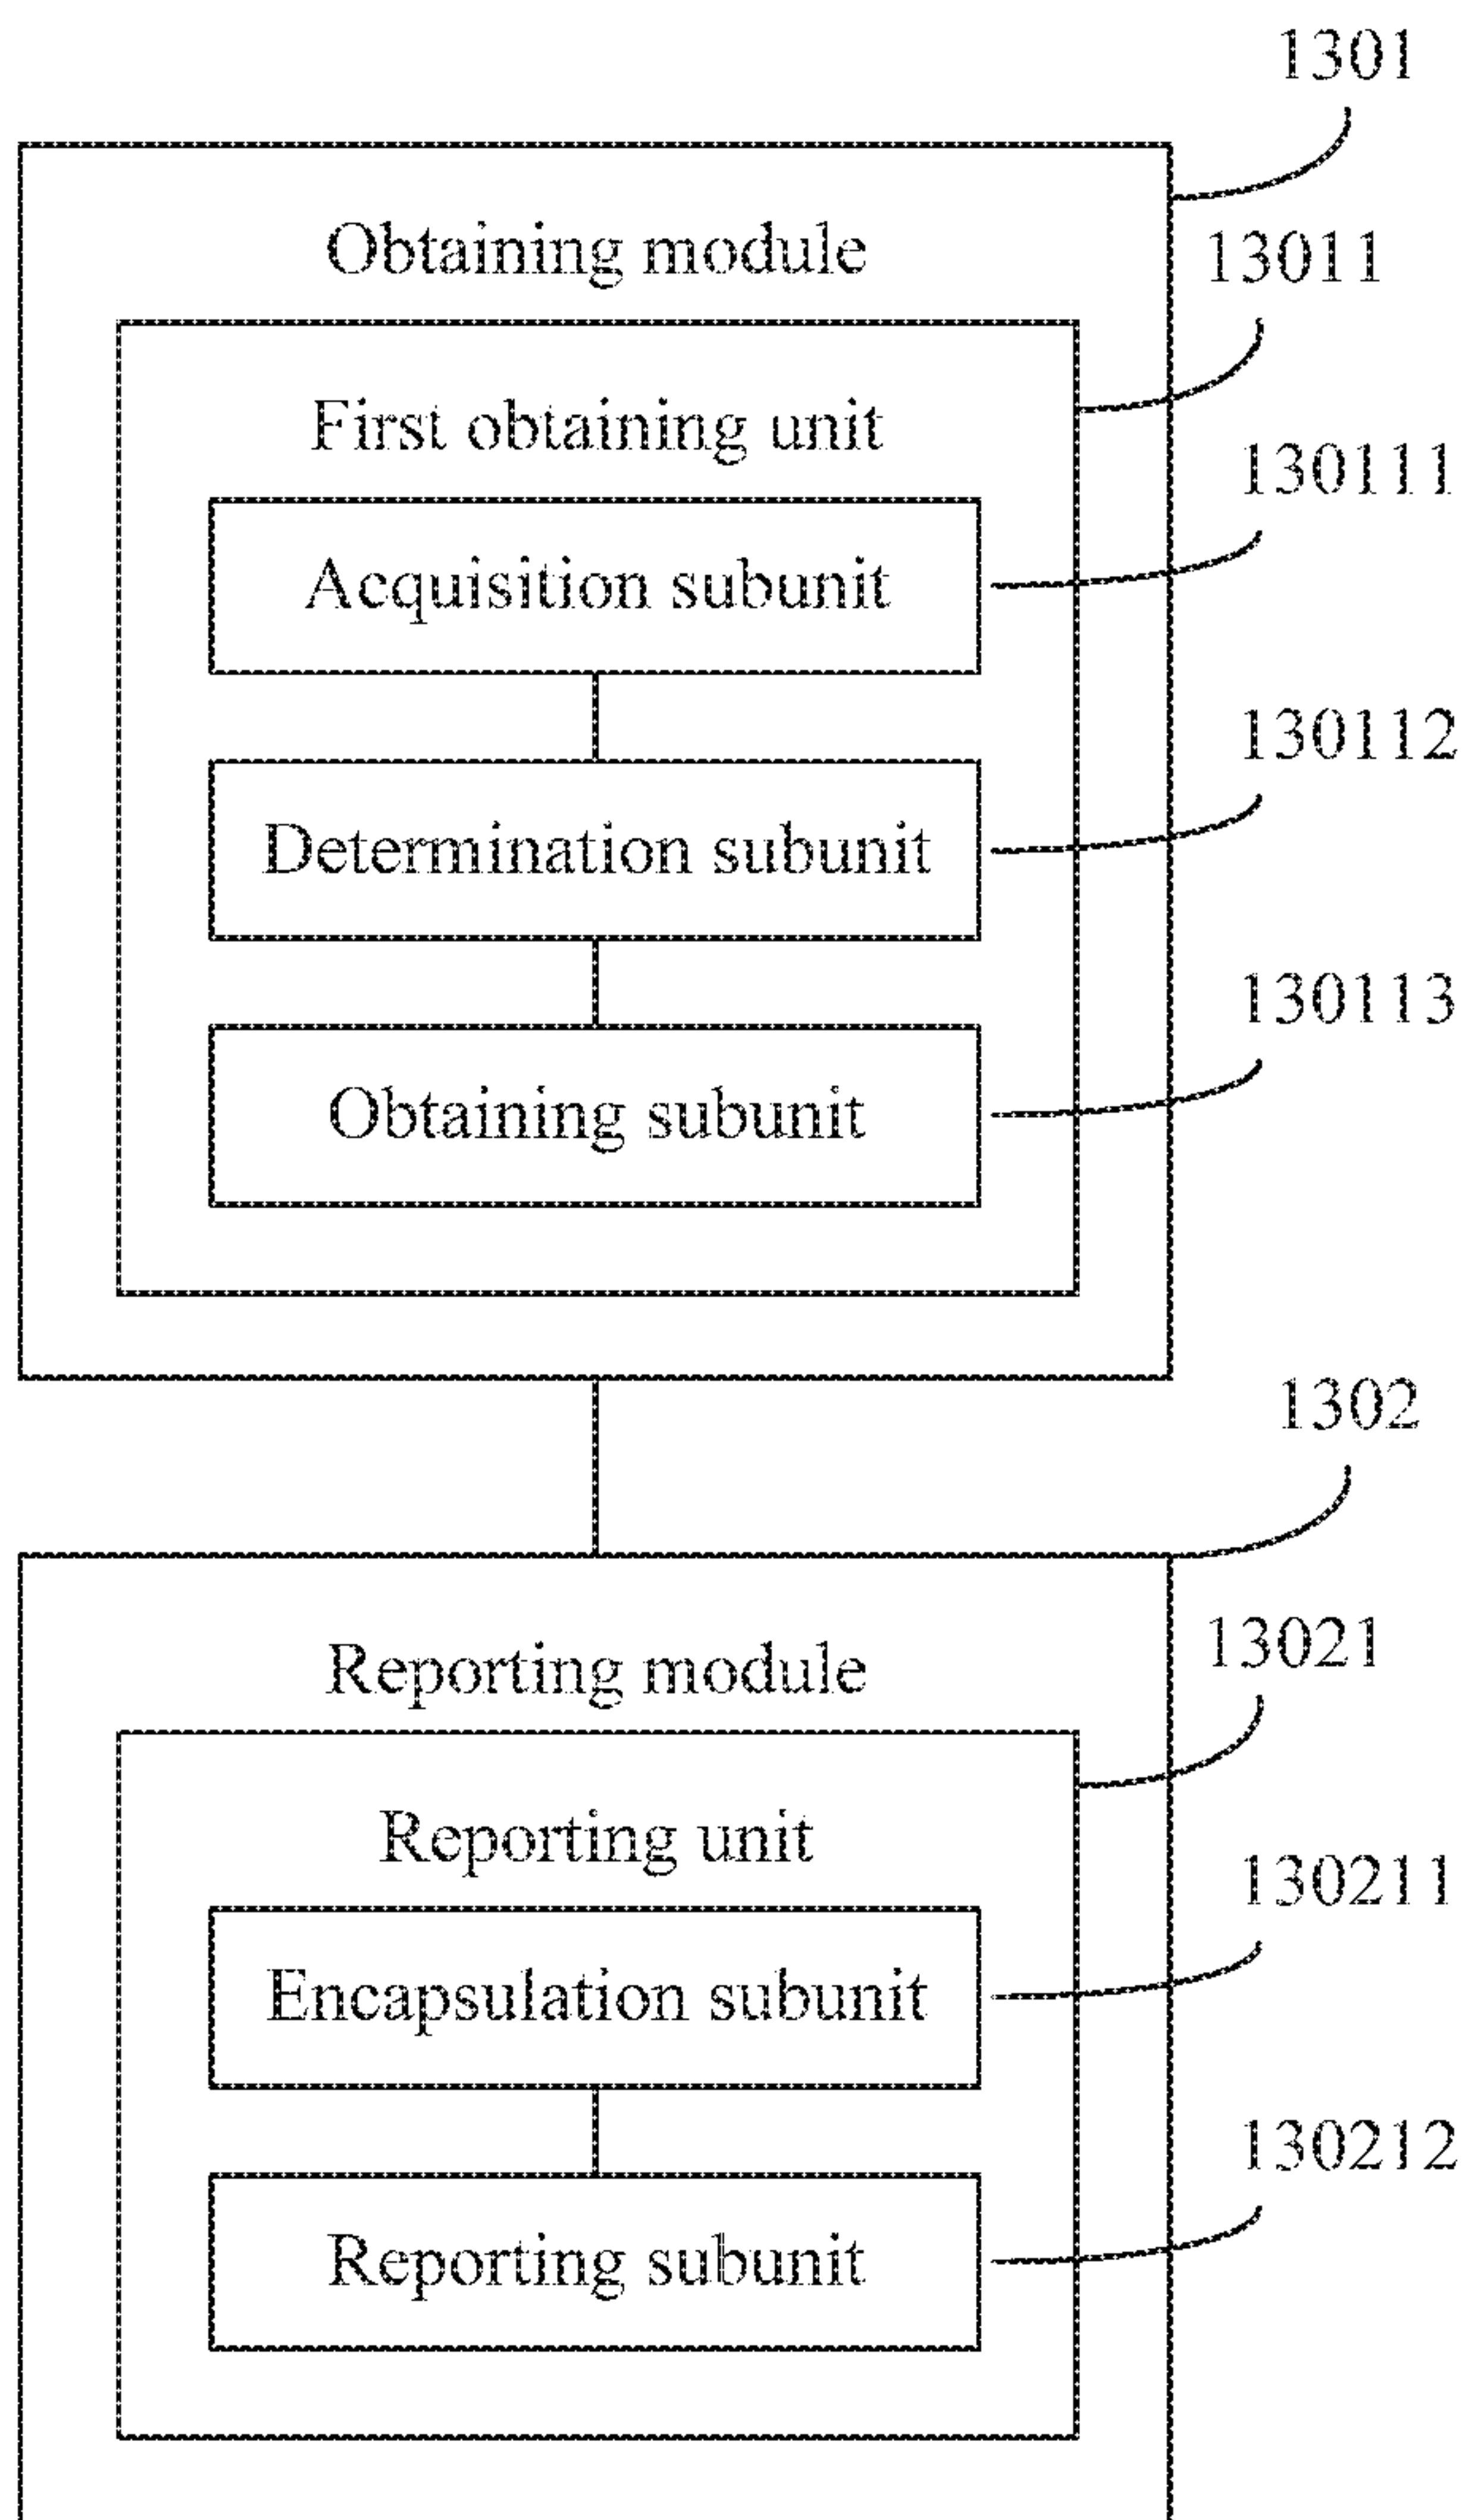 1301
Obtaining module
13011
First obtaining unit
130111
Acquisition subunit
130112
Determination subunit
130113
Obtaining subunit
1302
Reporting module
13021
Reporting unit
130211
Encapsulation subunit
130212
Reporting subunit